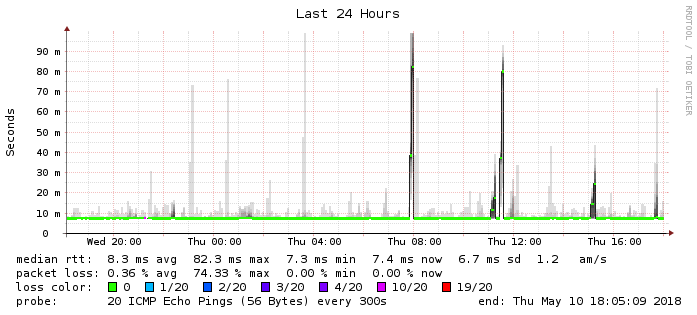 Last 24 Hours
RRDTOOL / TOBI OETIKER
Seconds
90 m
80 m
70 m
60 m
50 m
40 m
30 m
20 m
10 m
0
Wed 20:00 Thu 00:00 Thu 04:00 Thu 08:00 Thu 12:00 Thu 16:00
median rtt: 8.3 ms avg 82.3 ms max 7.3 ms min 7.4 ms now 6.7 ms sd 1.2 am/s
packet loss: 0.36 % avg 74.33 % max 0.00 % min 0.00 % now
loss color: 0 1/20 2/20 3/20 4/20 10/20 19/20
probe: 20 ICMP Echo Pings (56 Bytes) every 300s end: Thu May 10 18:05:09 2018